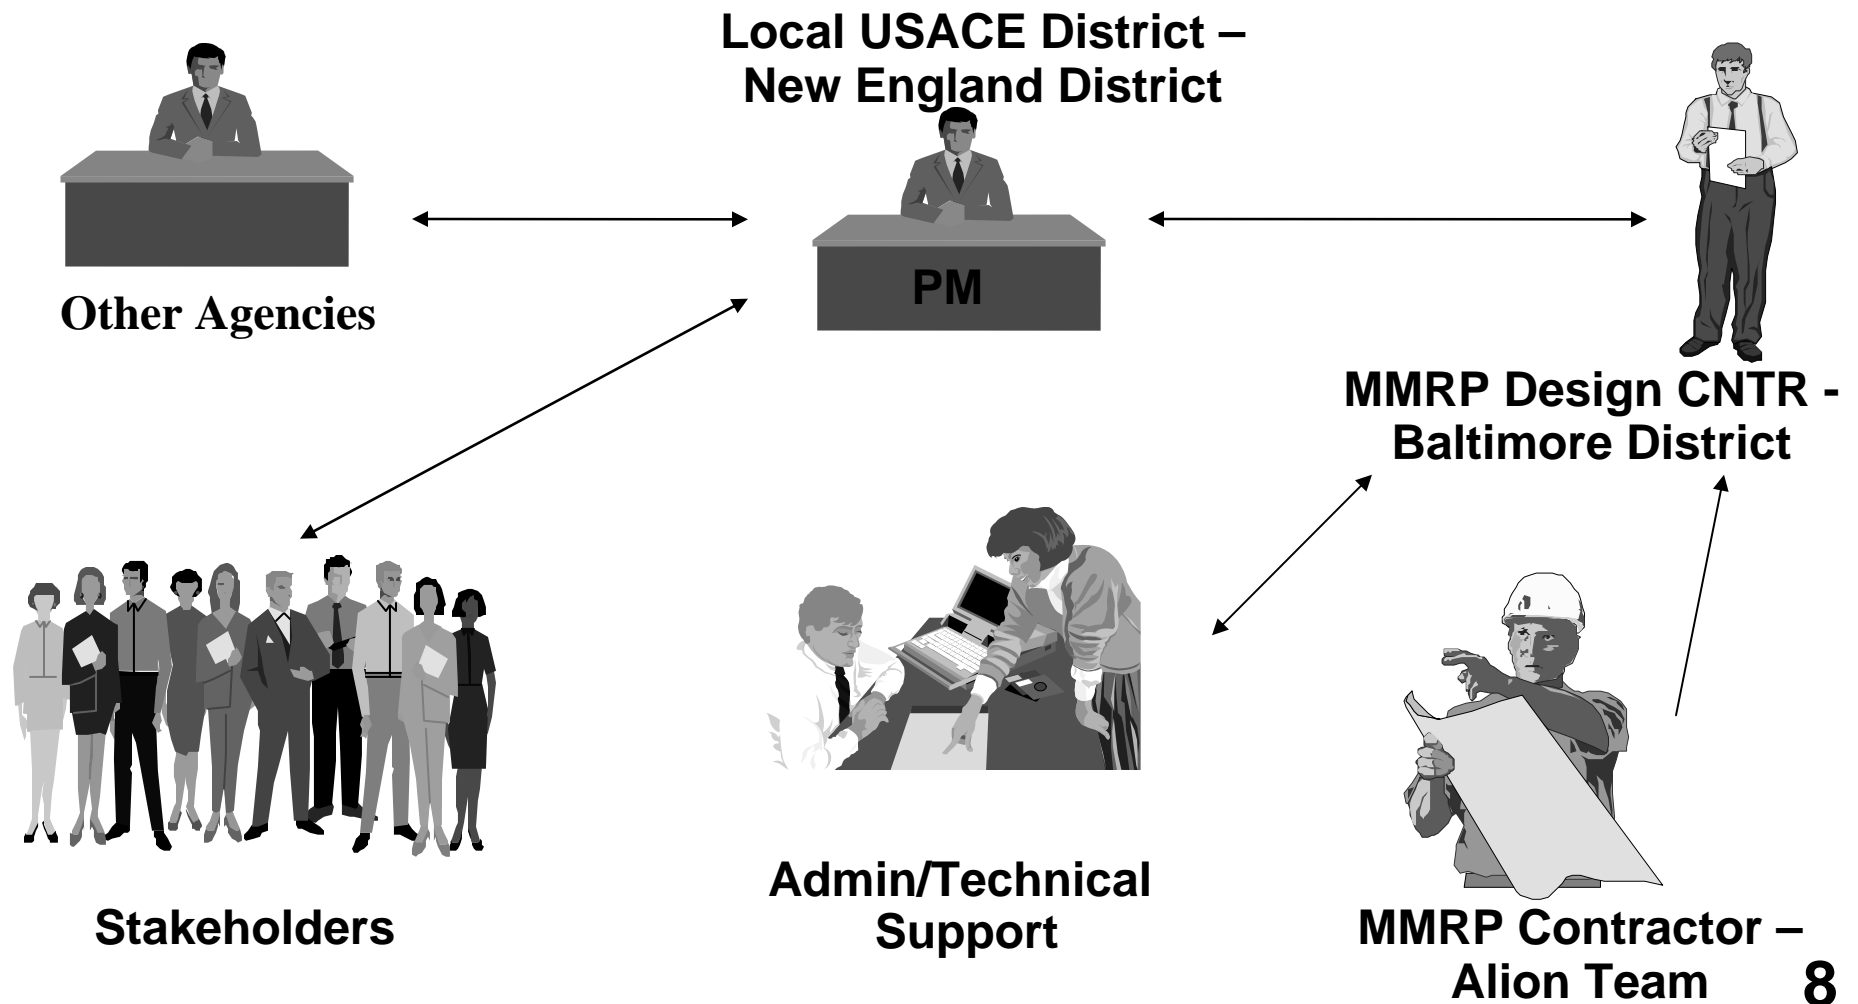 Local USACE District –
New England District
PM
Other Agencies
MMRP Design CNTR -
Baltimore District
Stakeholders
Admin/Technical
Support
MMRP Contractor –
Alion Team
8